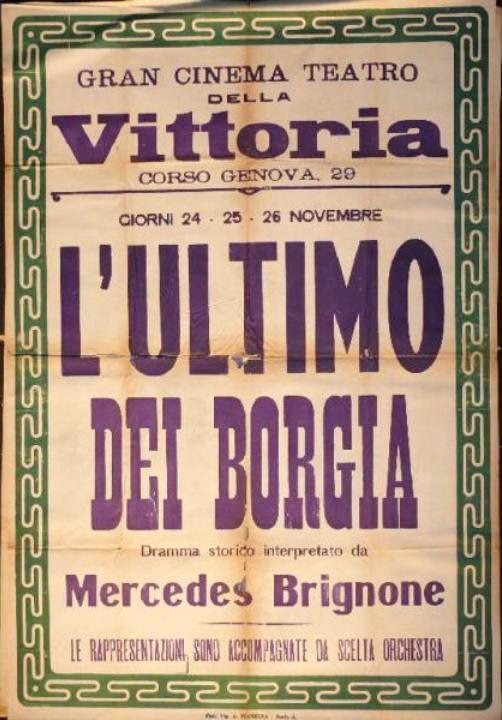 GRAN CINEMA TEATRO
DELLA
Vittoria
CORSO GENOVA, 29
GIORNI 24 - 25 - 26 NOVEMBRE
L'ULTIMO
DEI BORGIA
Dramma storico interpretato da
Mercedes Brignone
LE RAPPRESENTAZIONI SONO ACCOMPAGNATE DA SCELTA ORCHESTRA